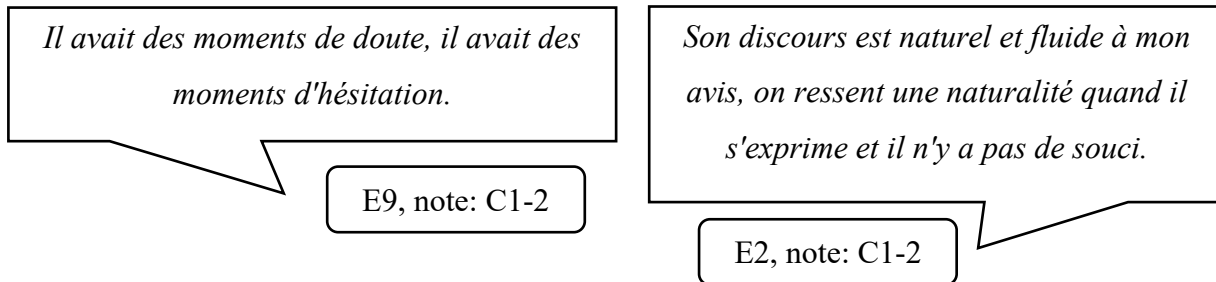 Il avait des moments de doute, il avait des
moments d'hésitation.
E9, note: C1-2
Son discours est naturel et fluide à mon
avis, on ressent une naturalité quand il
s'exprime et il n'y a pas de souci.
E2, note: C1-2